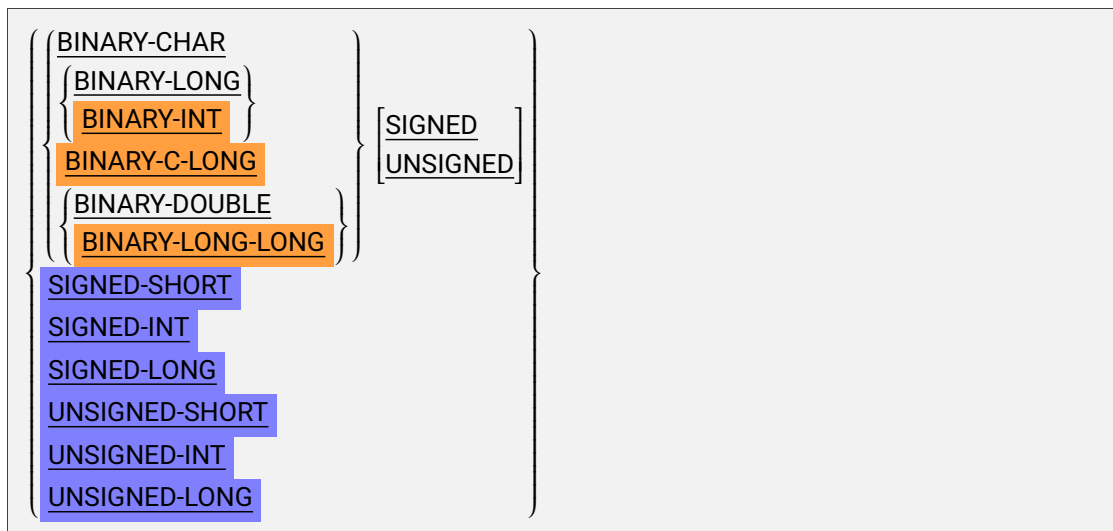 BINARY-CHAR
BINARY-LONG
BINARY-INT
BINARY-C-LONG
BINARY-DOUBLE
BINARY-LONG-LONG
SIGNED
UNSIGNED
SIGNED-SHORT
SIGNED-INT
SIGNED-LONG
UNSIGNED-SHORT
UNSIGNED-INT
UNSIGNED-LONG